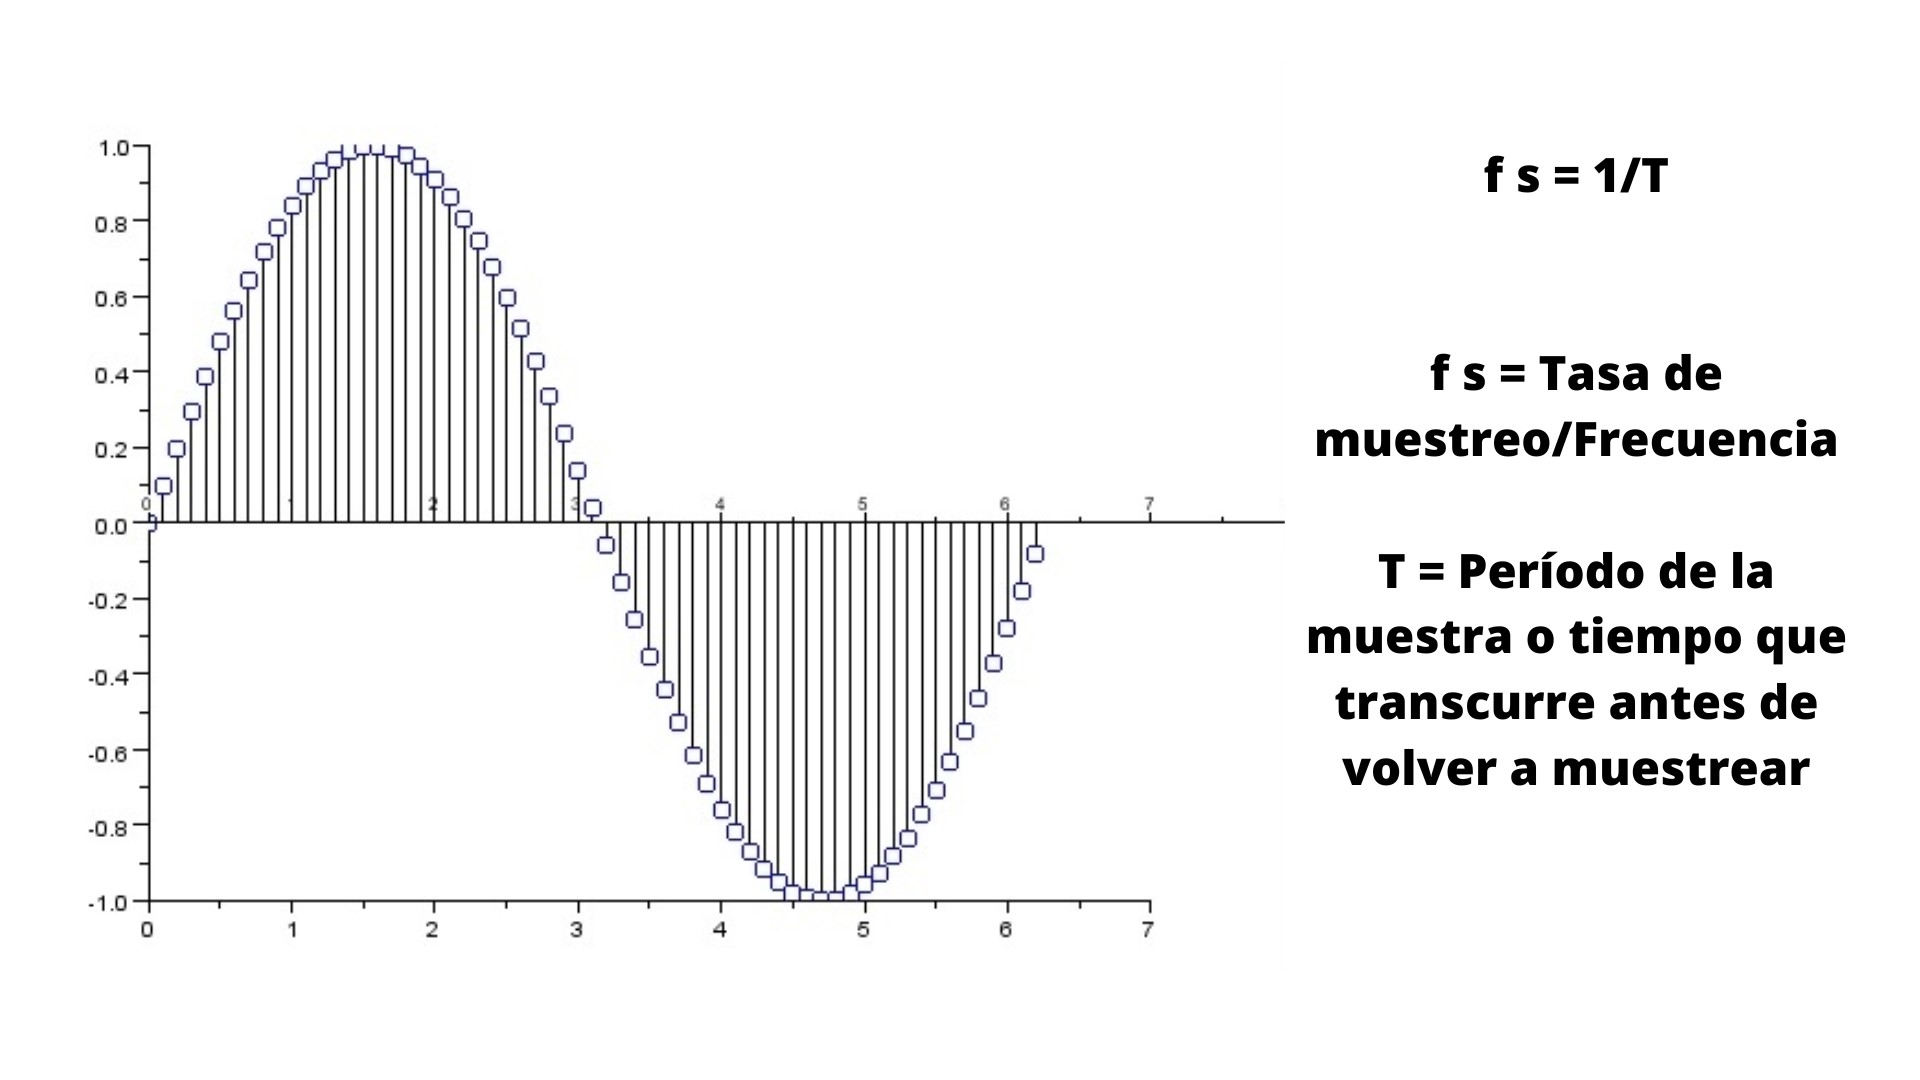 1.0
0.8
0.6
0.4
0.2
0.0
-0.2
-0.4
-0.6
-0.8
-1.0
0 1 2 3 4 5 6 7
0 1 2 3 4 5 6 7
f s = 1/T
f s = Tasa de
muestreo/Frecuencia
T = Período de la
muestra o tiempo que
transcurre antes de
volver a muestrear